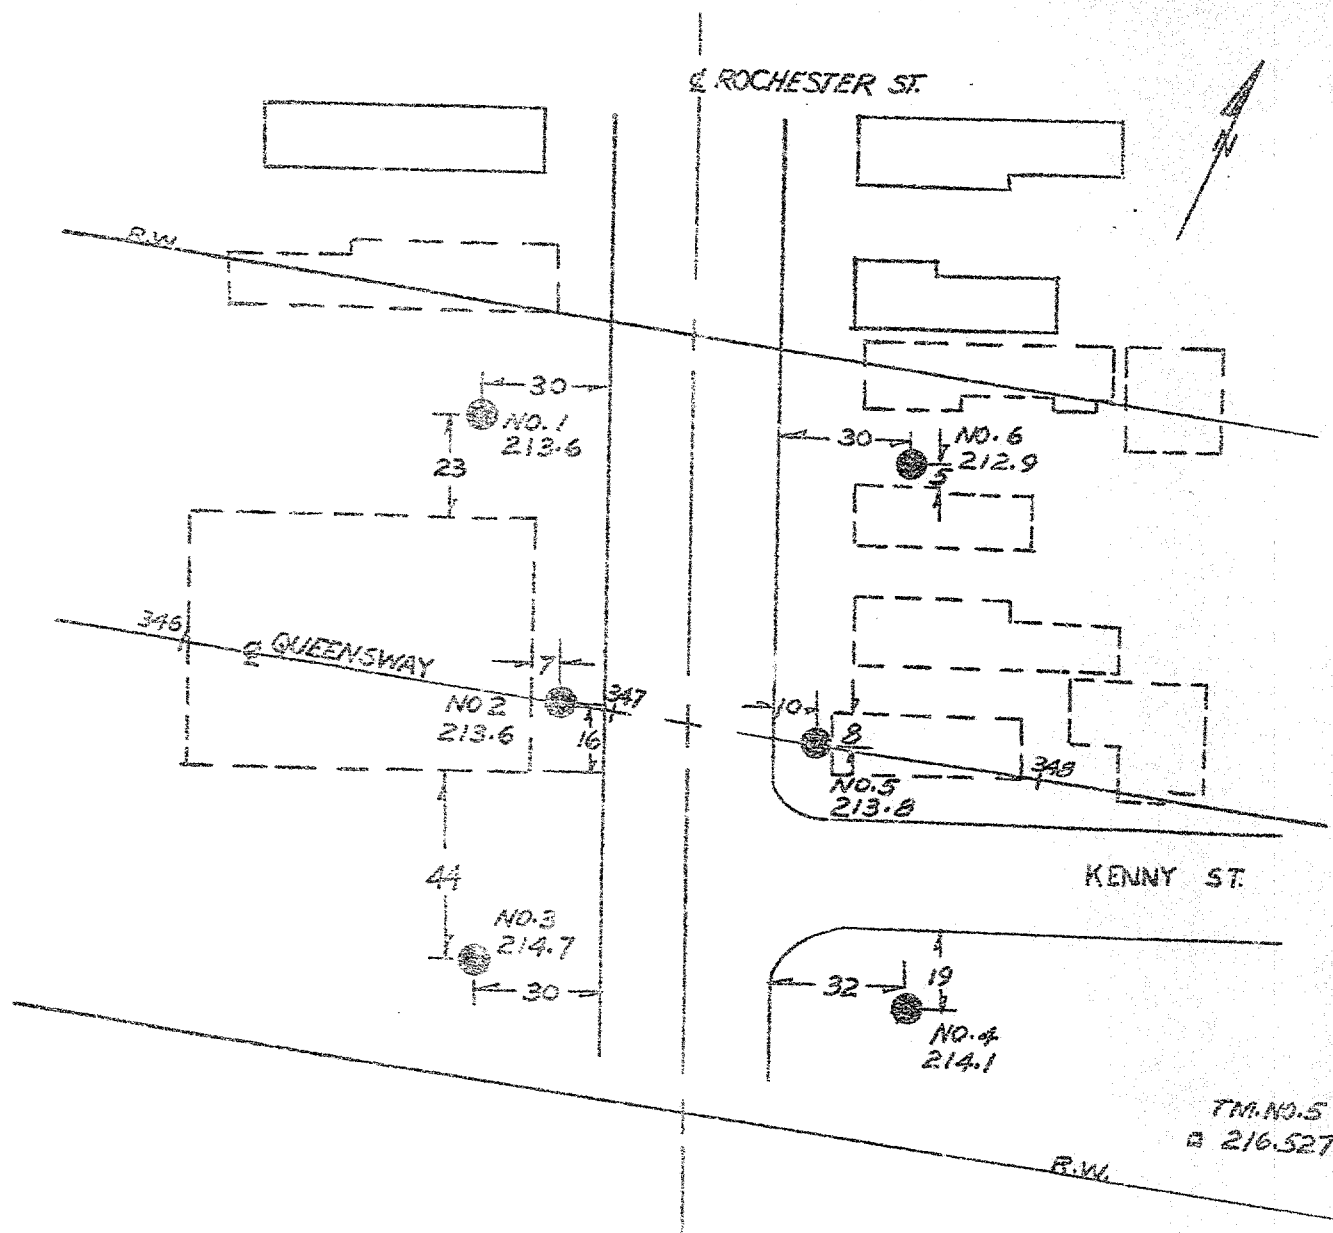 ℄ ROCHESTER ST.
N
R.W.
30
NO. 1
213.6
23
30
NO. 6
212.9
5
346
℄ QUEENSWAY
7
347
NO 2
213.6
16
10
8
348
NO.5
213.8
KENNY ST.
44
NO.3
214.7
30
32
19
NO.4
214.1
T.M. NO.5
216.527
R.W.